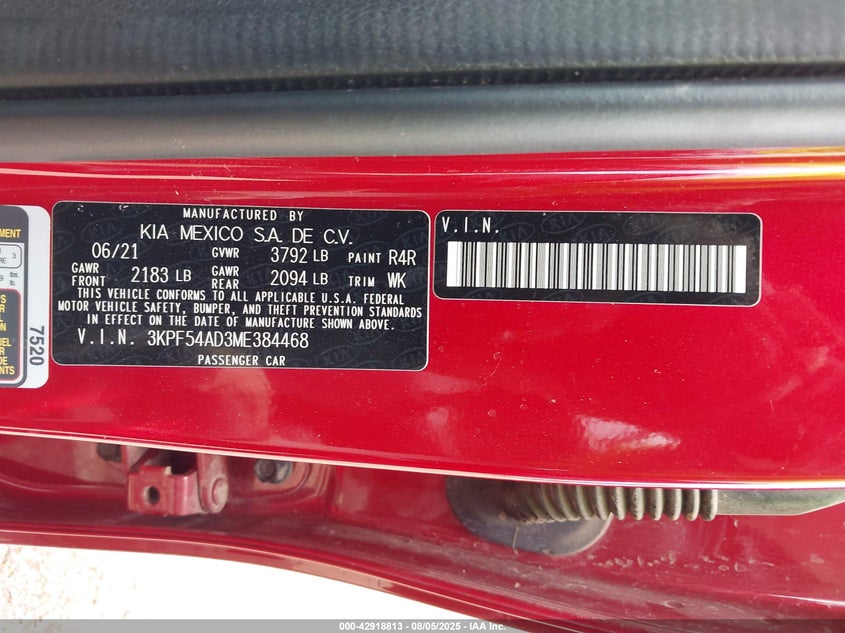 MANUFACTURED BY
KIA MEXICO S.A. DE C.V.
06/21 GVWR 3792 LB PAINT R4R
GAWR FRONT 2183 LB GAWR REAR 2094 LB TRIM WK
THIS VEHICLE CONFORMS TO ALL APPLICABLE U.S.A. FEDERAL
MOTOR VEHICLE SAFETY, BUMPER, AND THEFT PREVENTION STANDARDS
IN EFFECT ON THE DATE OF MANUFACTURE SHOWN ABOVE.
V.I.N. 3KPF54AD3ME384468
PASSENGER CAR
V.I.N.
7520
000-42918813 - 08/05/2025 - IAA Inc.